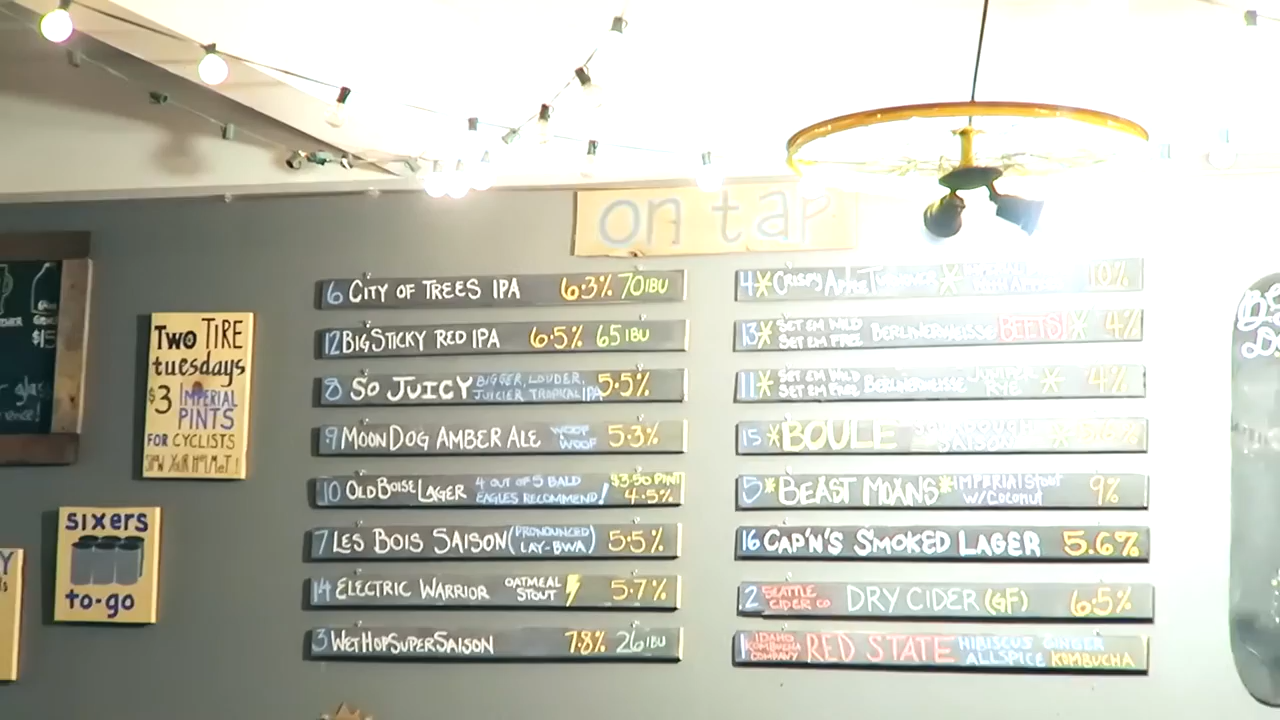 on tap
6 CITY OF TREES IPA 6.3% 70 IBU
12 BIG STICKY RED IPA 6.5% 65 IBU
8 SO JUICY BIGGER, LOUDER, JUICIER TROPICAL IPA 5.5%
9 MOONDOG AMBER ALE WOOF WOOF 5.3%
10 OLD BOISE LAGER 4 OUT OF 5 BALD EAGLES RECOMMEND! $3.50 PINT 4.5%
7 LES BOIS SAISON (PRONOUNCED LAY-BWA) 5.5%
14 ELECTRIC WARRIOR OATMEAL STOUT 5.7%
3 WET HOP SUPER SAISON 7.8% 26 IBU
4 CRISPY APPLE 10%
13 SET EM WILD SET EM FREE BERLINERWEISSE BEETS! 4%
11 SET EM WILD SET EM FREE BERLINERWEISSE 4%
15 BOULE
5 BEAST MOANS IMPERIAL STOUT W/COCONUT 9%
16 CAP'N'S SMOKED LAGER 5.6%
2 SEATTLE CIDER CO DRY CIDER (GF) 6.5%
1 IDAHO KOMBUCHA COMPANY RED STATE HIBISCUS GINGER ALLSPICE KOMBUCHA
TWO TIRE
tuesdays
$3 IMPERIAL
PINTS
FOR CYCLISTS
SHOW YOUR HELMET!
sixers
to-go